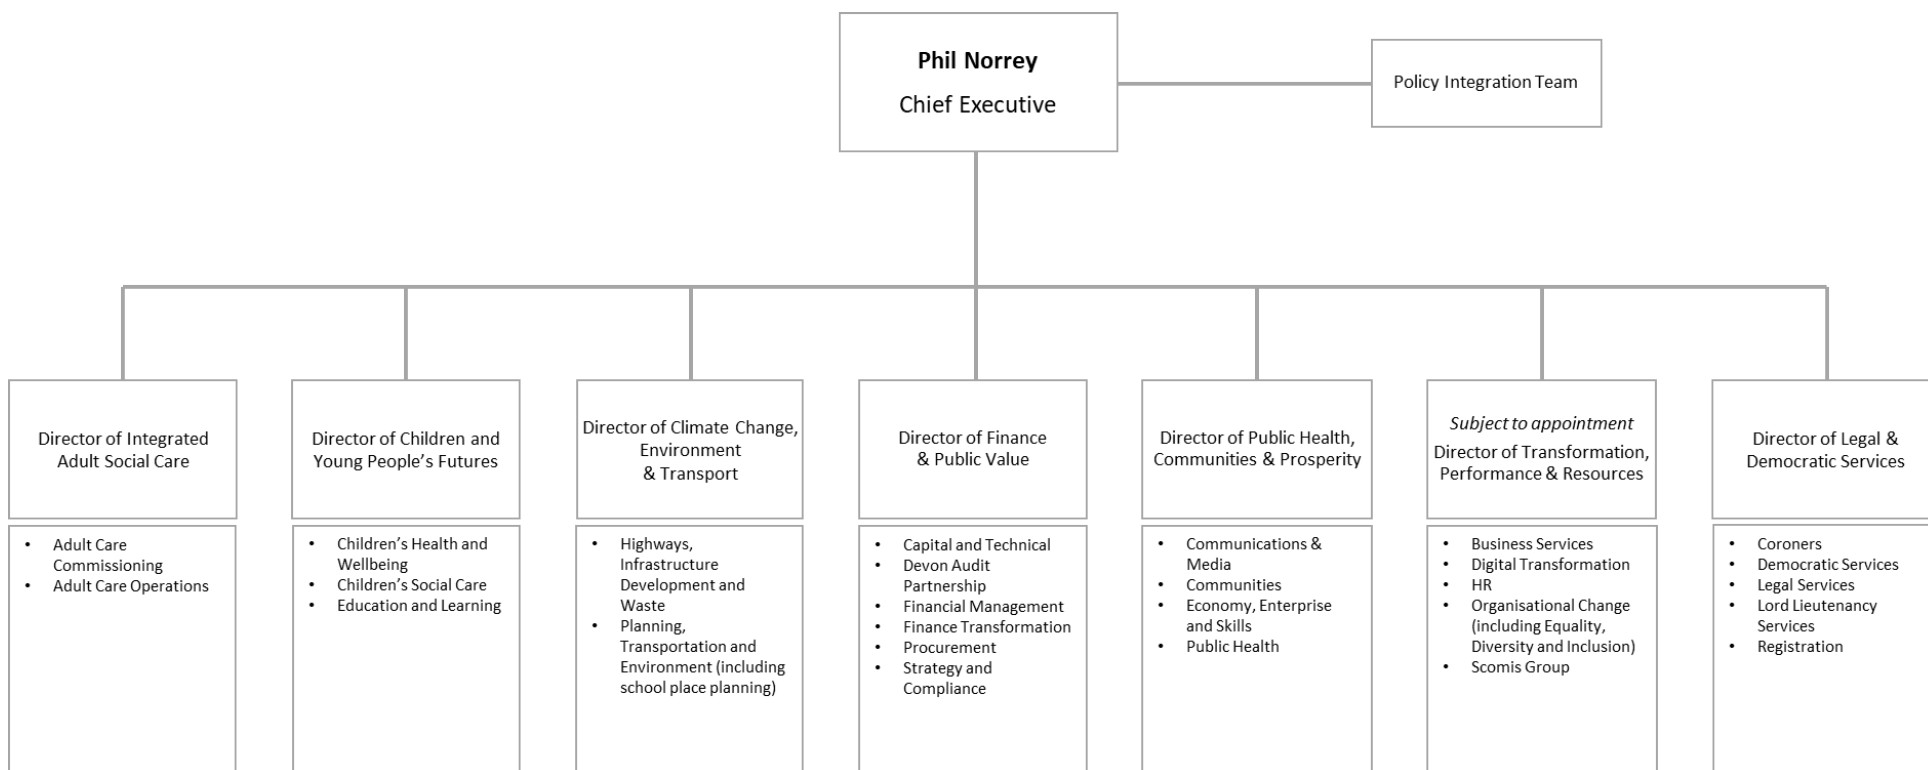 Phil Norrey
Chief Executive
Policy Integration Team
Director of Integrated
Adult Social Care
Director of Children and
Young People’s Futures
Director of Climate Change,
Environment
& Transport
Director of Finance
& Public Value
Director of Public Health,
Communities & Prosperity
Subject to appointment
Director of Transformation,
Performance & Resources
Director of Legal &
Democratic Services
• Adult Care
Commissioning
• Adult Care Operations
• Children’s Health and
Wellbeing
• Children’s Social Care
• Education and Learning
• Highways,
Infrastructure
Development and
Waste
• Planning,
Transportation and
Environment (including
school place planning)
• Capital and Technical
• Devon Audit
Partnership
• Financial Management
• Finance Transformation
• Procurement
• Strategy and
Compliance
• Communications &
Media
• Communities
• Economy, Enterprise
and Skills
• Public Health
• Business Services
• Digital Transformation
• HR
• Organisational Change
(including Equality,
Diversity and Inclusion)
• Scomis Group
• Coroners
• Democratic Services
• Legal Services
• Lord Lieutenancy
Services
• Registration